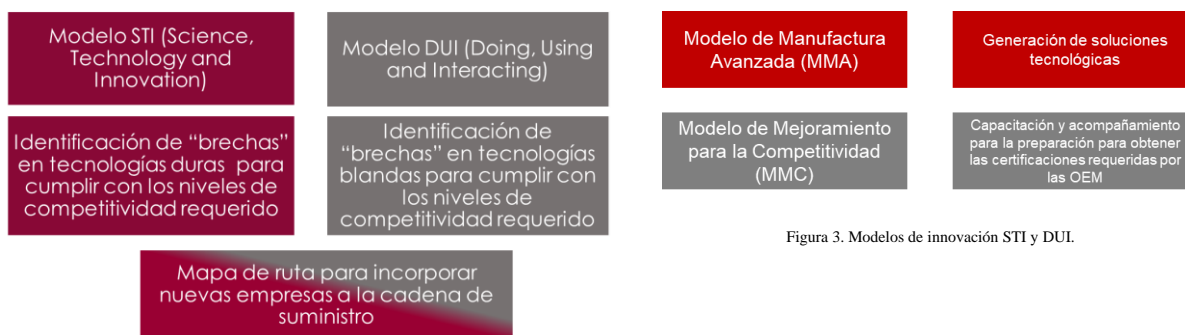 Modelo STI (Science,
Technology and
Innovation)
Modelo DUI (Doing, Using
and Interacting)
Identificación de “brechas”
en tecnologías duras para
cumplir con los niveles de
competitividad requerido
Identificación de
“brechas” en tecnologías
blandas para cumplir con
los niveles de
competitividad requerido
Mapa de ruta para incorporar
nuevas empresas a la cadena de
suministro
Modelo de Manufactura
Avanzada (MMA)
Generación de soluciones
tecnológicas
Modelo de Mejoramiento
para la Competitividad
(MMC)
Capacitación y acompañamiento
para la preparación para obtener
las certificaciones requeridas por
las OEM
Figura 3. Modelos de innovación STI y DUI.